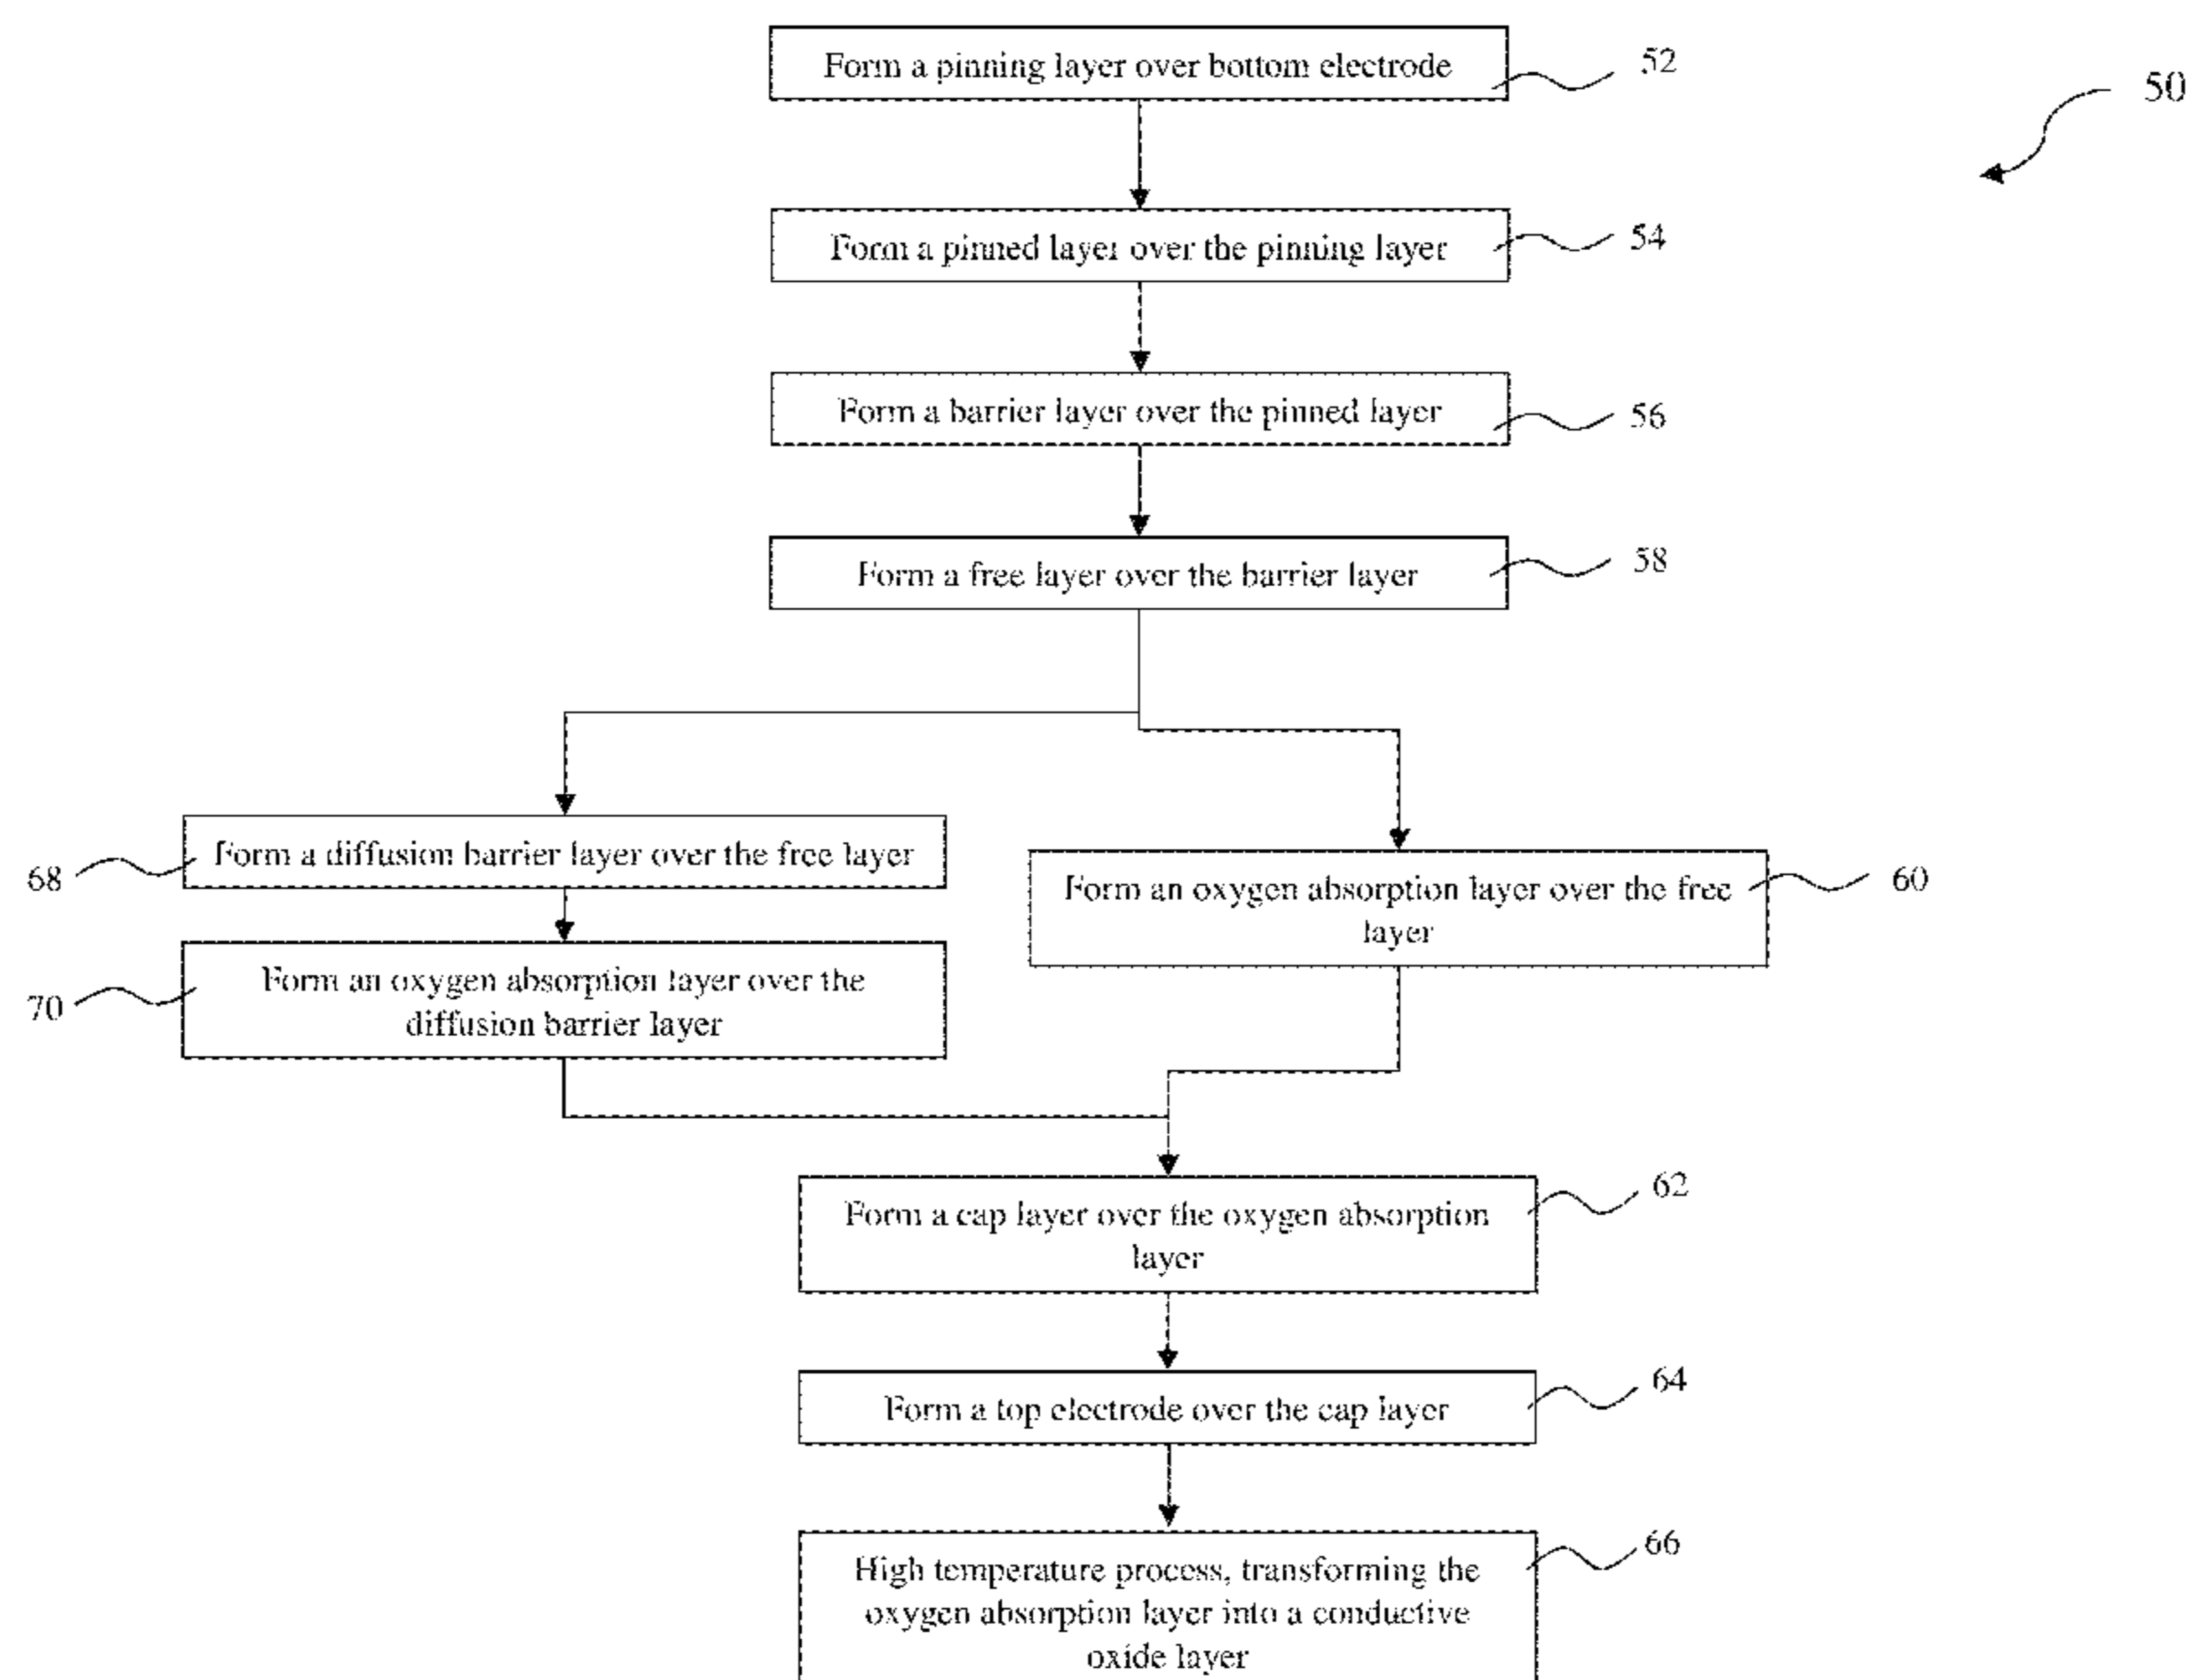 Form a pinning layer over bottom electrode
52
50
Form a pinned layer over the pinning layer
54
Form a barrier layer over the pinned layer
56
Form a free layer over the barrier layer
58
68
Form a diffusion barrier layer over the free layer
Form an oxygen absorption layer over the free
layer
60
70
Form an oxygen absorption layer over the
diffusion barrier layer
Form a cap layer over the oxygen absorption
layer
62
Form a top electrode over the cap layer
64
High temperature process, transforming the
oxygen absorption layer into a conductive
oxide layer
66